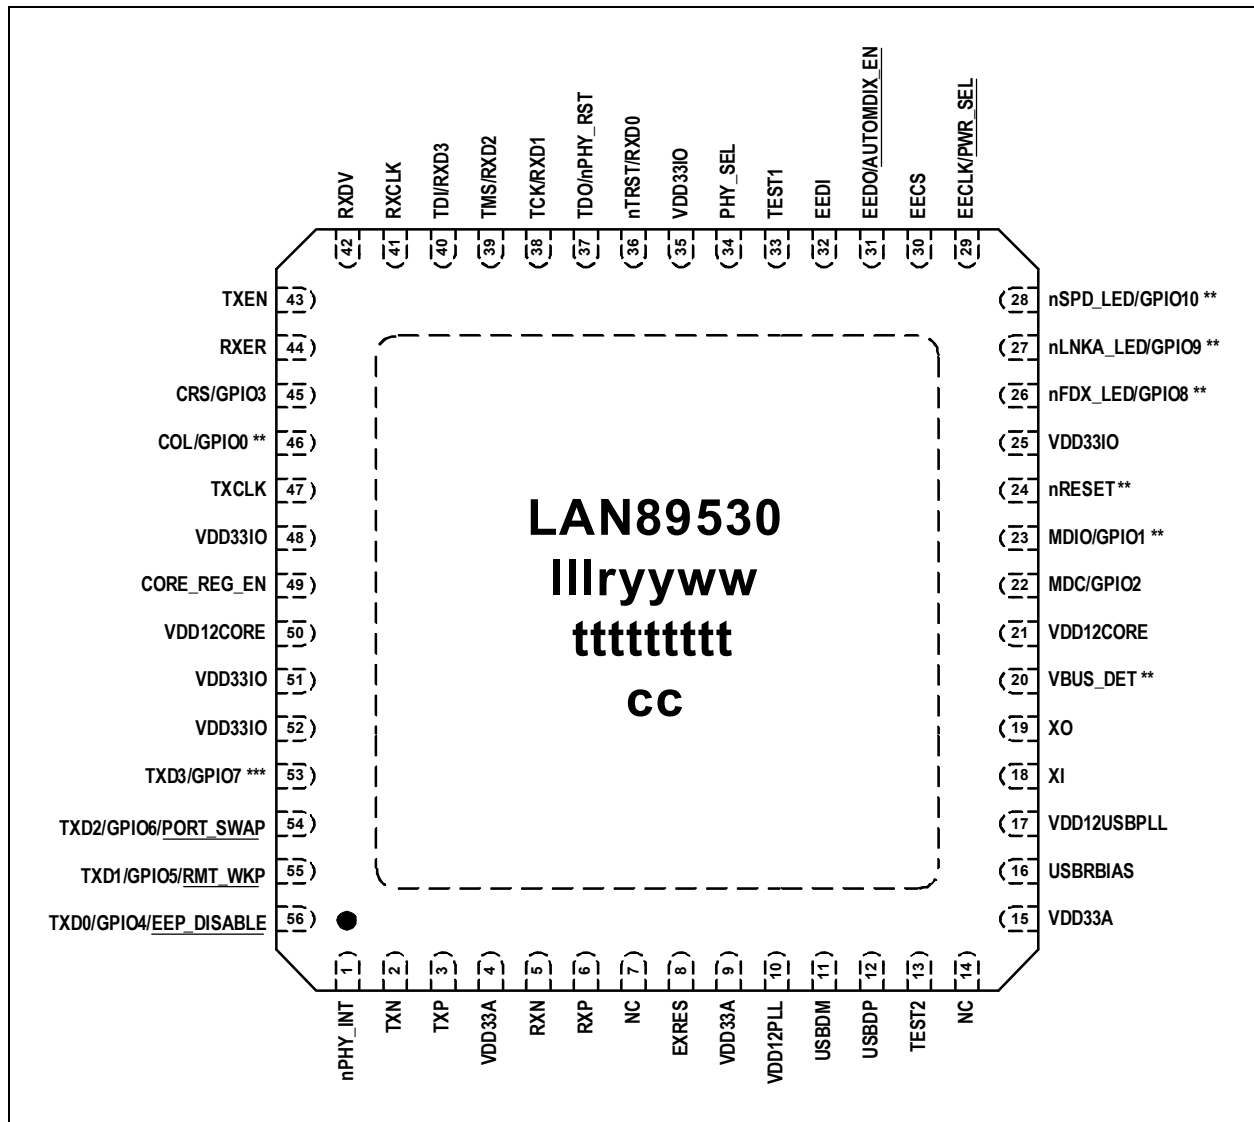 RXDV
RXCLK
TDI/RXD3
TMS/RXD2
TCK/RXD1
TDO/nPHY_RST
nTRST/RXD0
VDD33IO
PHY_SEL
TEST1
EEDI
EEDO/AUTOMDIX_EN
EECS
EECLK/PWR_SEL
42
41
40
39
38
37
36
35
34
33
32
31
30
29
TXEN 43
RXER 44
CRS/GPIO3 45
COL/GPIO0 ** 46
TXCLK 47
VDD33IO 48
CORE_REG_EN 49
VDD12CORE 50
VDD33IO 51
VDD33IO 52
TXD3/GPIO7 *** 53
TXD2/GPIO6/PORT_SWAP 54
TXD1/GPIO5/RMT_WKP 55
TXD0/GPIO4/EEP_DISABLE 56
LAN89530
lllryyww
ttttttttt
cc
28 nSPD_LED/GPIO10 **
27 nLNKA_LED/GPIO9 **
26 nFDX_LED/GPIO8 **
25 VDD33IO
24 nRESET **
23 MDIO/GPIO1 **
22 MDC/GPIO2
21 VDD12CORE
20 VBUS_DET **
19 XO
18 XI
17 VDD12USBPLL
16 USBRBIAS
15 VDD33A
1
2
3
4
5
6
7
8
9
10
11
12
13
14
nPHY_INT
TXN
TXP
VDD33A
RXN
RXP
NC
EXRES
VDD33A
VDD12PLL
USBDM
USBDP
TEST2
NC